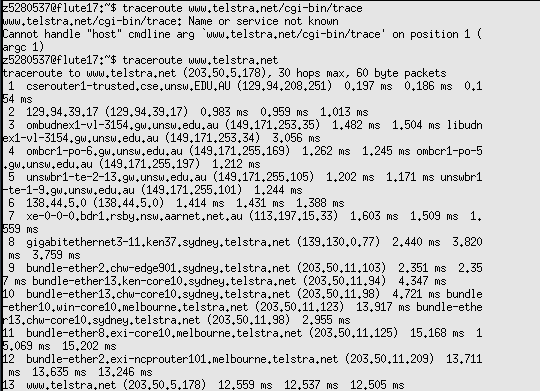 z5280537@flute17:~$ traceroute www.telstra.net/cgi-bin/trace
www.telstra.net/cgi-bin/trace: Name or service not known
Cannot handle "host" cmdline arg `www.telstra.net/cgi-bin/trace' on position 1 (
argc 1)
z5280537@flute17:~$ traceroute www.telstra.net
traceroute to www.telstra.net (203.50.5.178), 30 hops max, 60 byte packets
1 cserouter1-trusted.cse.unsw.EDU.AU (129.94.208.251) 0.197 ms 0.186 ms 0.1
54 ms
2 129.94.39.17 (129.94.39.17) 0.983 ms 0.959 ms 1.013 ms
3 ombudnex1-vl-3154.gw.unsw.edu.au (149.171.253.35) 1.482 ms 1.504 ms libudn
ex1-vl-3154.gw.unsw.edu.au (149.171.253.34) 3.056 ms
4 ombcr1-po-6.gw.unsw.edu.au (149.171.255.169) 1.262 ms 1.245 ms ombcr1-po-5
.gw.unsw.edu.au (149.171.255.197) 1.212 ms
5 unswbr1-te-2-13.gw.unsw.edu.au (149.171.255.105) 1.202 ms 1.171 ms unswbr1
-te-1-9.gw.unsw.edu.au (149.171.255.101) 1.244 ms
6 138.44.5.0 (138.44.5.0) 1.414 ms 1.431 ms 1.388 ms
7 xe-0-0-0.bdr1.rsby.nsw.aarnet.net.au (113.197.15.33) 1.603 ms 1.509 ms 1.
559 ms
8 gigabitethernet3-11.ken37.sydney.telstra.net (139.130.0.77) 2.440 ms 3.820
ms 3.759 ms
9 bundle-ether2.chw-edge901.sydney.telstra.net (203.50.11.103) 2.351 ms 2.35
7 ms bundle-ether13.ken-core10.sydney.telstra.net (203.50.11.94) 4.347 ms
10 bundle-ether13.chw-core10.sydney.telstra.net (203.50.11.98) 4.721 ms bundle
-ether10.win-core10.melbourne.telstra.net (203.50.11.123) 13.917 ms bundle-ethe
r13.chw-core10.sydney.telstra.net (203.50.11.98) 2.955 ms
11 bundle-ether8.exi-core10.melbourne.telstra.net (203.50.11.125) 15.168 ms 1
5.069 ms 15.202 ms
12 bundle-ether2.exi-ncprouter101.melbourne.telstra.net (203.50.11.209) 13.711
ms 13.635 ms 13.246 ms
13 www.telstra.net (203.50.5.178) 12.559 ms 12.537 ms 12.505 ms